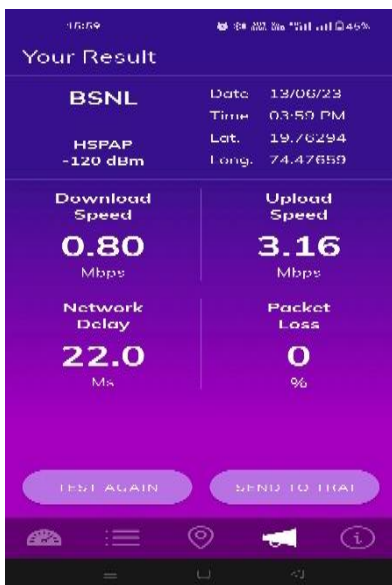 15:59
45%
Your Result
BSNL
HSPAP
-120 dBm
Date 13/06/23
Time 03:59 PM
Lat. 19.76294
Long. 74.47659
Download
Speed
0.80
Mbps
Upload
Speed
3.16
Mbps
Network
Delay
22.0
Ms
Packet
Loss
0
%
TEST AGAIN
SEND TO TRAI